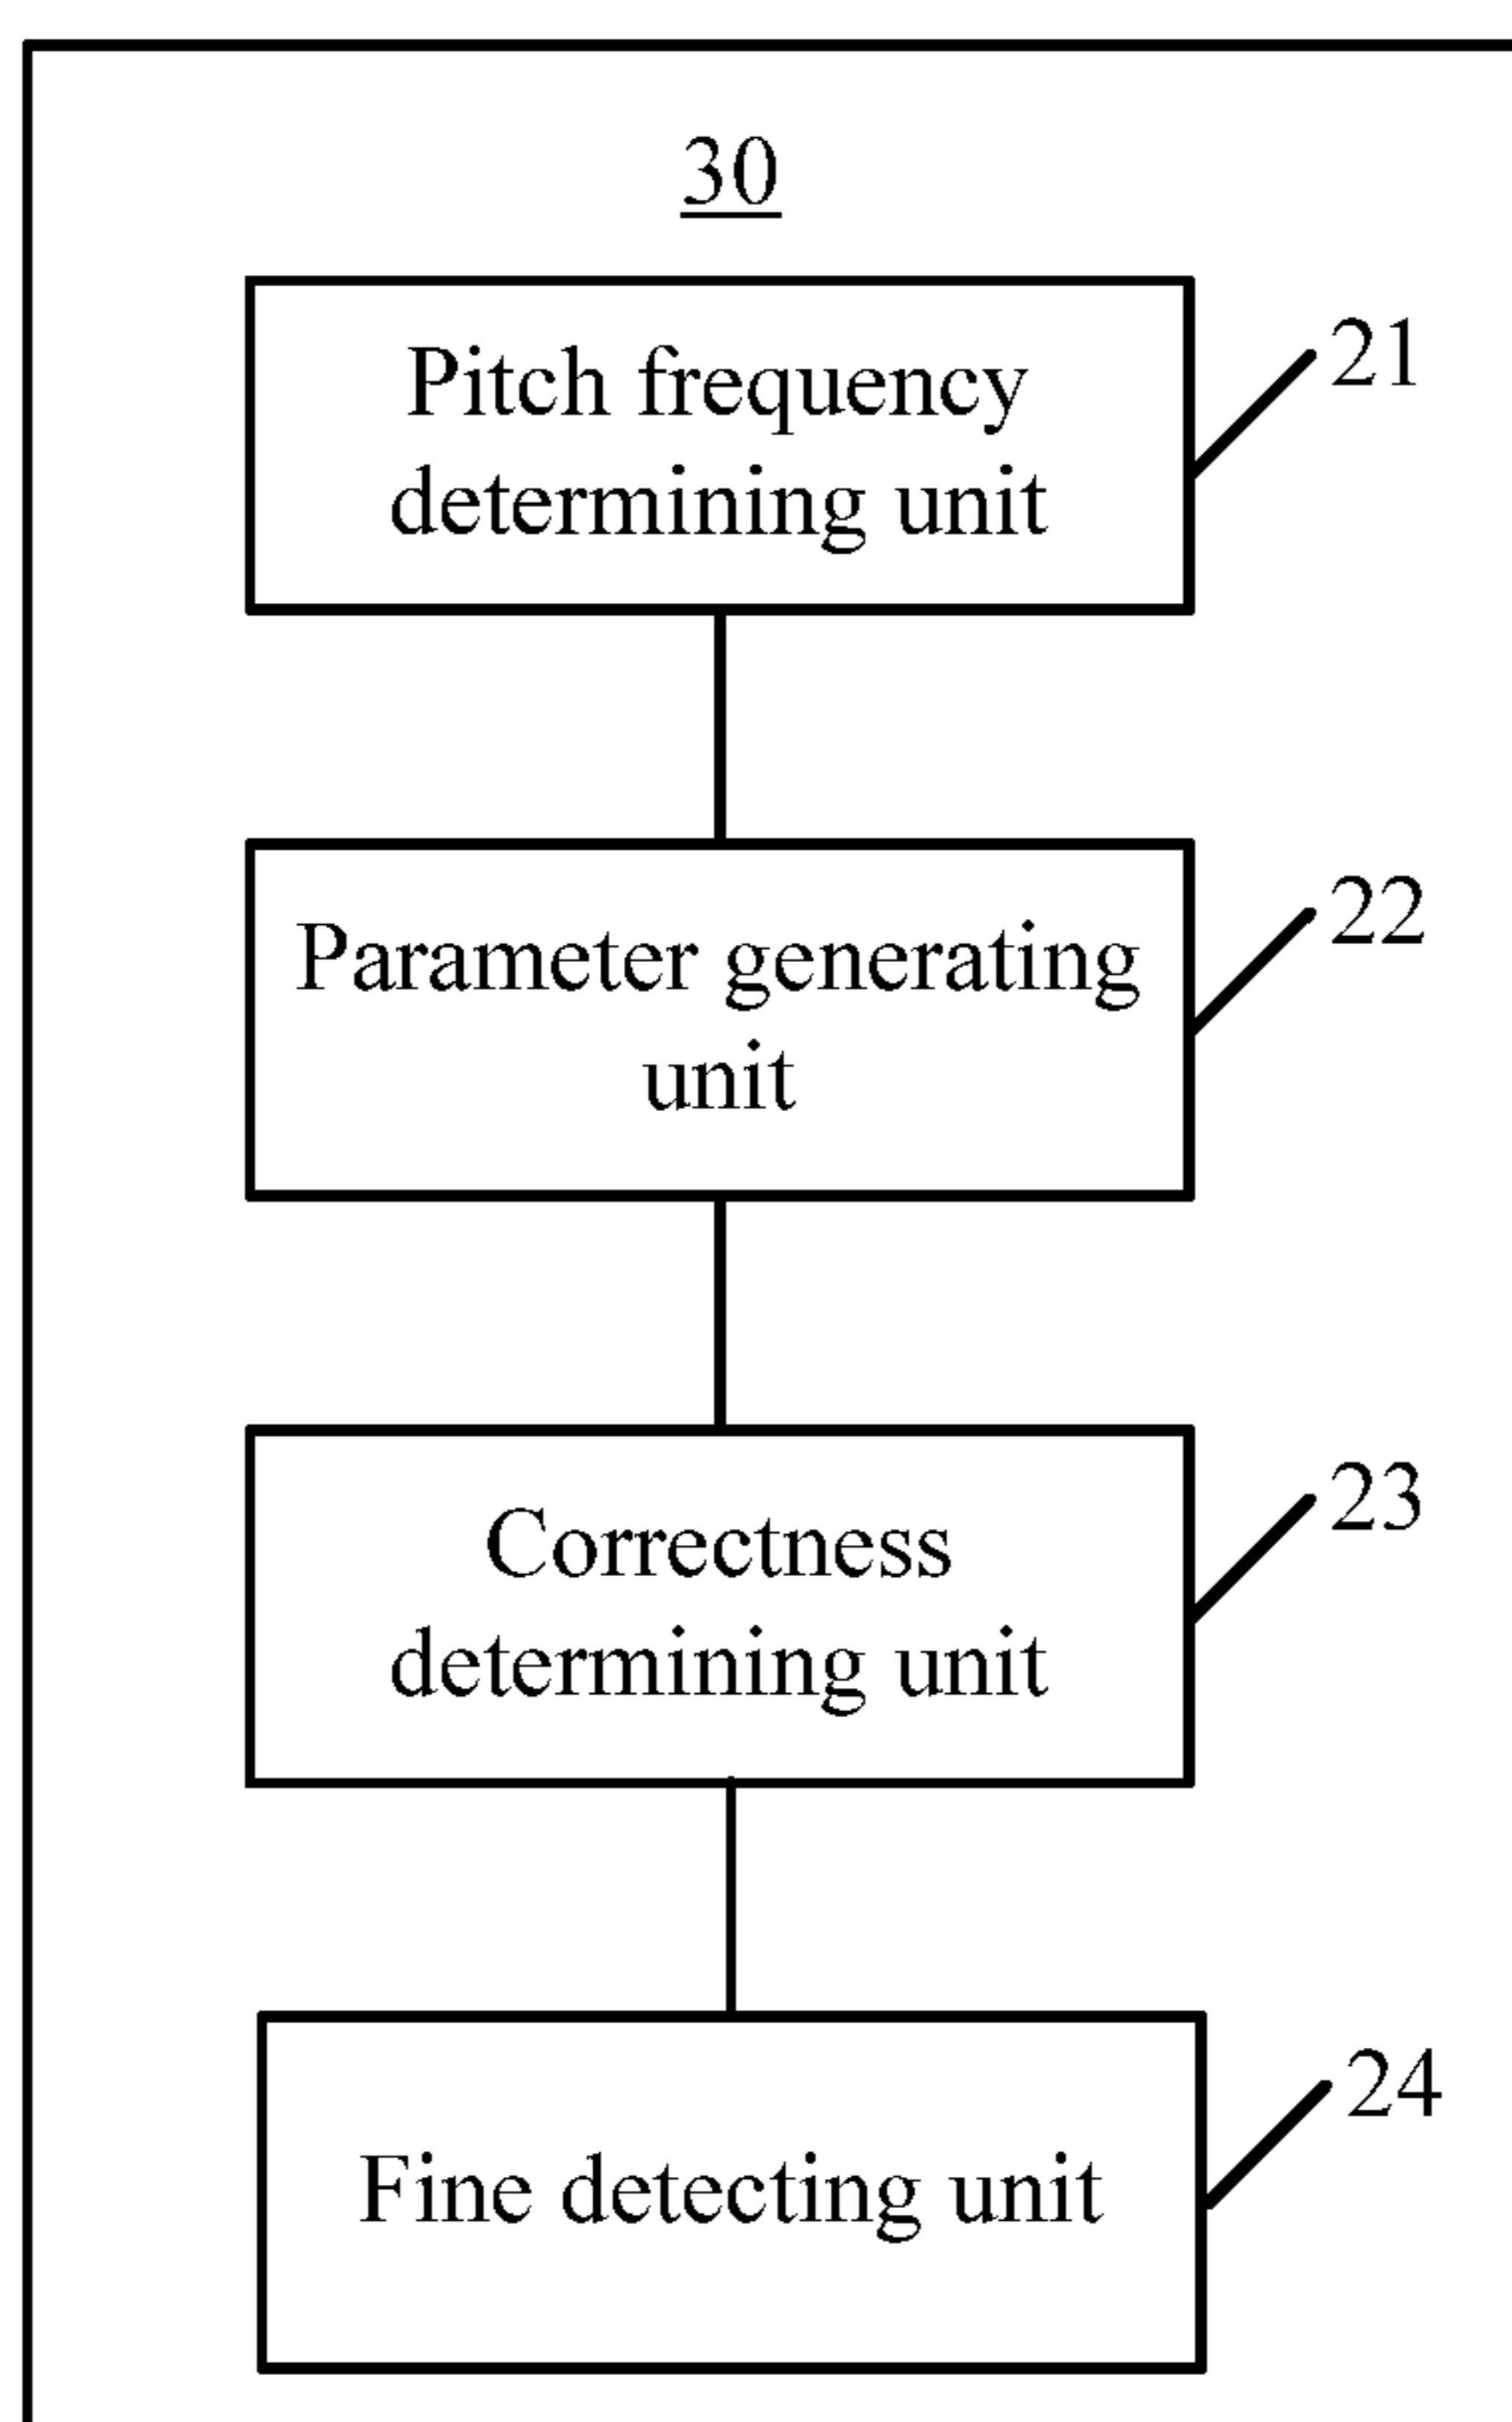 30
Pitch frequency
determining unit
21
Parameter generating
unit
22
Correctness
determining unit
23
Fine detecting unit
24